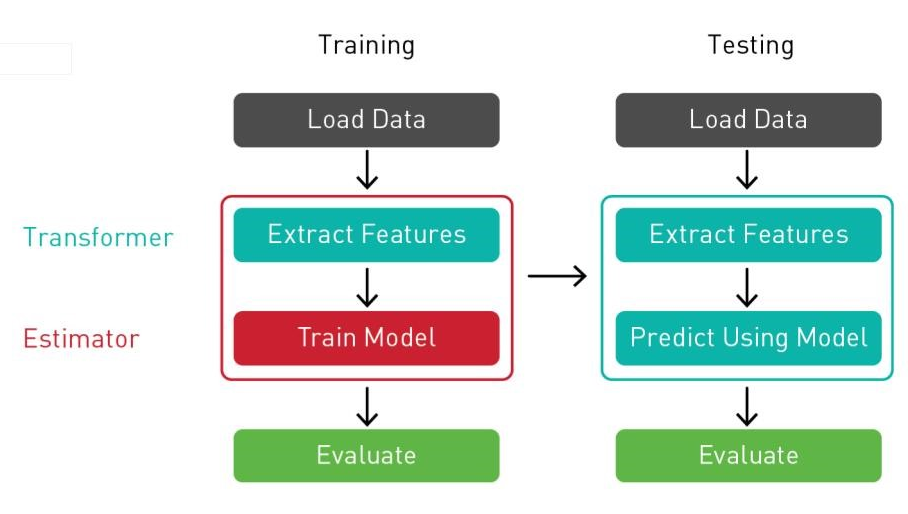 Training
Testing
Load Data
Load Data
Transformer
Extract Features
Extract Features
Estimator
Train Model
Predict Using Model
Evaluate
Evaluate